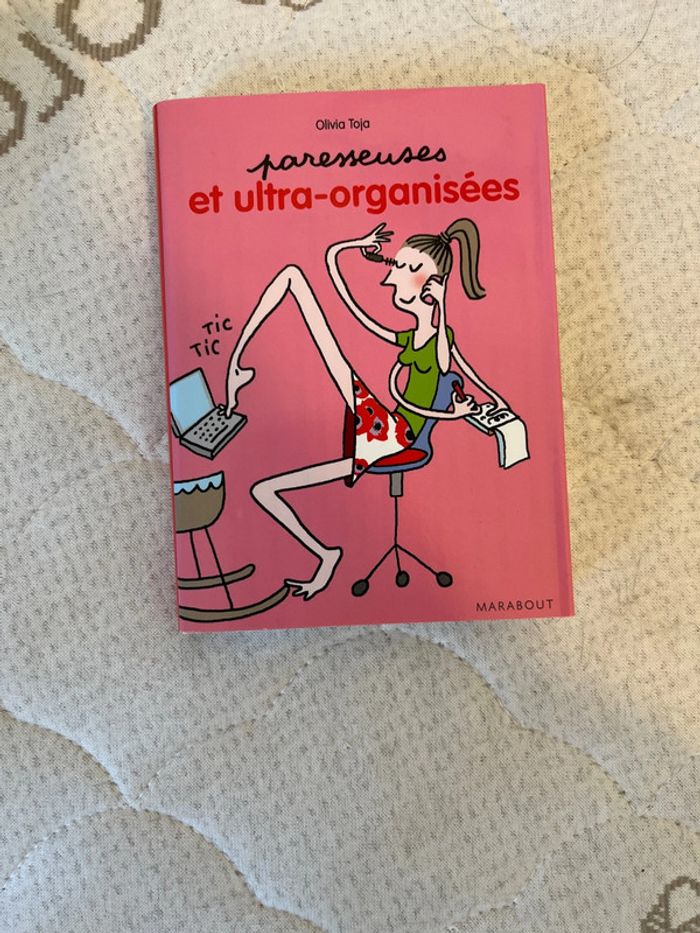 Olivia Toja
paresseuses
et ultra-organisées
TIC
TIC
MARABOUT